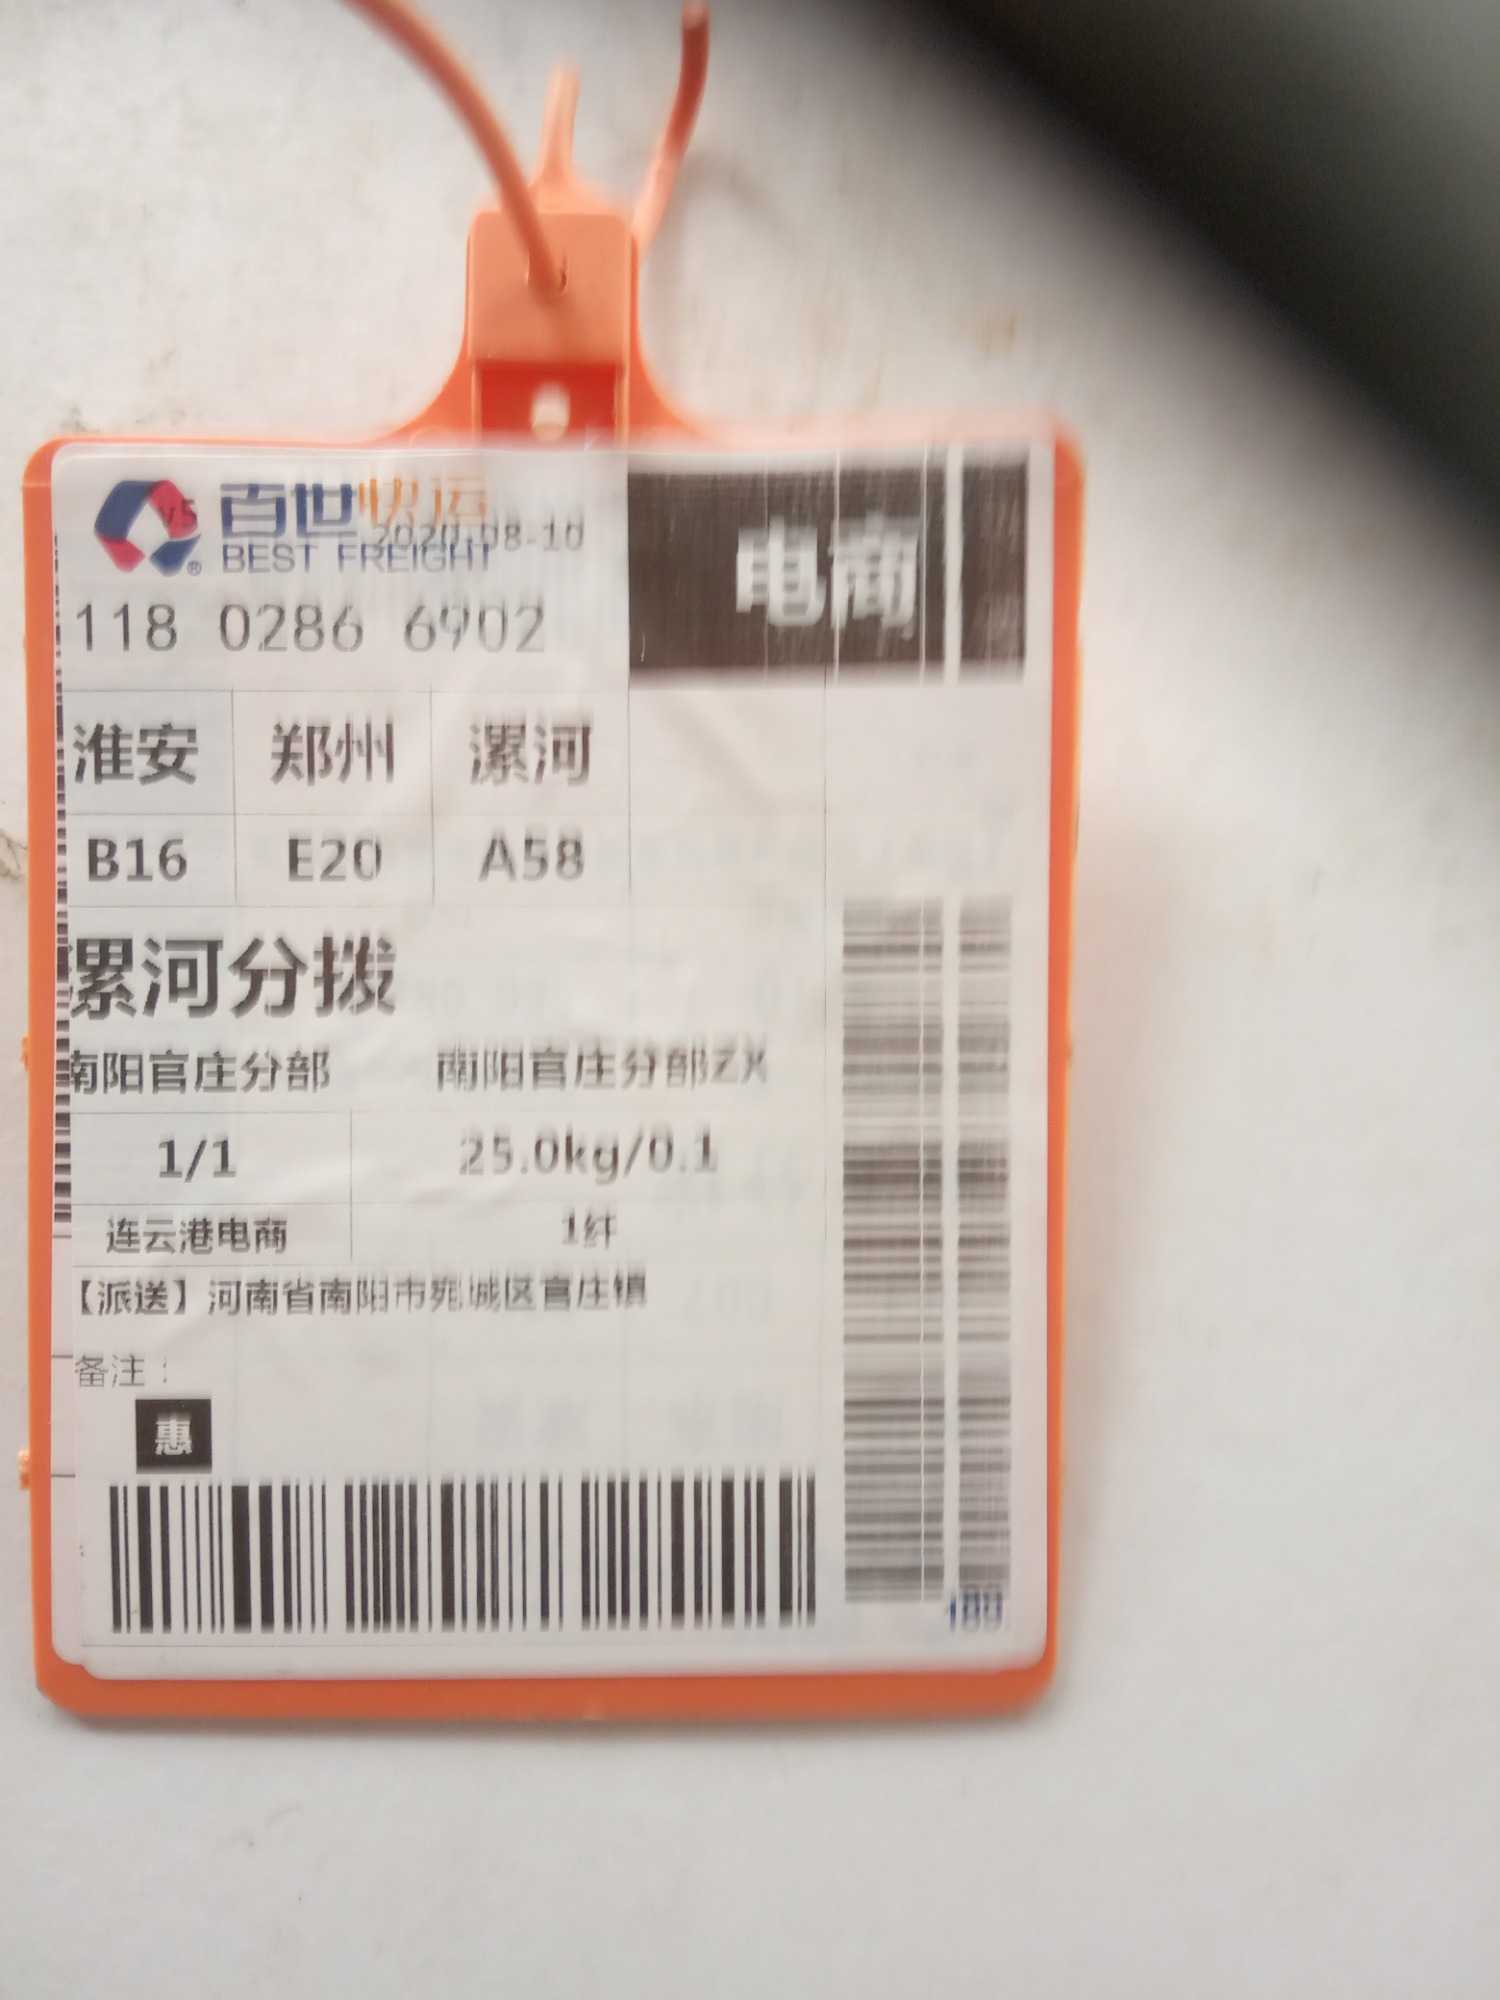 V5
百世快运
2020-08-10
BEST FREIGHT
®
电商
118 0286 6902
淮安 郑州 漯河
B16 E20 A58
漯河分拨
南阳官庄分部 南阳官庄分部ZX
1/1 25.0kg/0.1
连云港电商 1纤
【派送】河南省南阳市宛城区官庄镇
备注：
惠